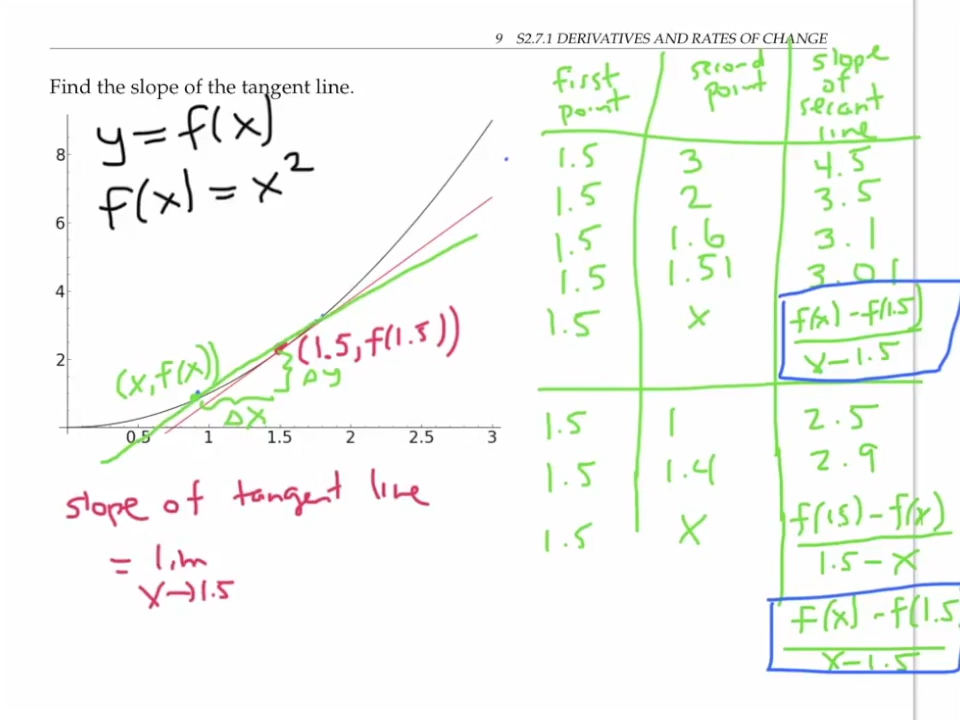 9 S2.7.1 DERIVATIVES AND RATES OF CHANGE
Find the slope of the tangent line.
y = f(x)
f(x) = x²
8
6
4
2
0.5 1 1.5 2 2.5 3
(x, f(x))
(1.5, f(1.5))
Δy
Δx
slope of tangent line
= lim
x→1.5
first point | second point | slope of secant line
1.5 | 3 | 4.5
1.5 | 2 | 3.5
1.5 | 1.6 | 3.1
1.5 | 1.51 | 3.01
1.5 | x | f(x) - f(1.5)
x - 1.5
1.5 | 1 | 2.5
1.5 | 1.4 | 2.9
1.5 | x | f(1.5) - f(x)
1.5 - x
f(x) - f(1.5
x - 1.5